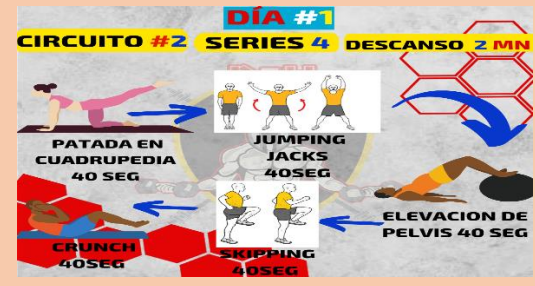 DÍA #1
CIRCUITO #2 SERIES 4 DESCANSO 2 MN
PATADA EN
CUADRUPEDIA
40 SEG
JUMPING
JACKS
40SEG
ELEVACION DE
PELVIS 40 SEG
SKIPPING
40SEG
CRUNCH
40SEG